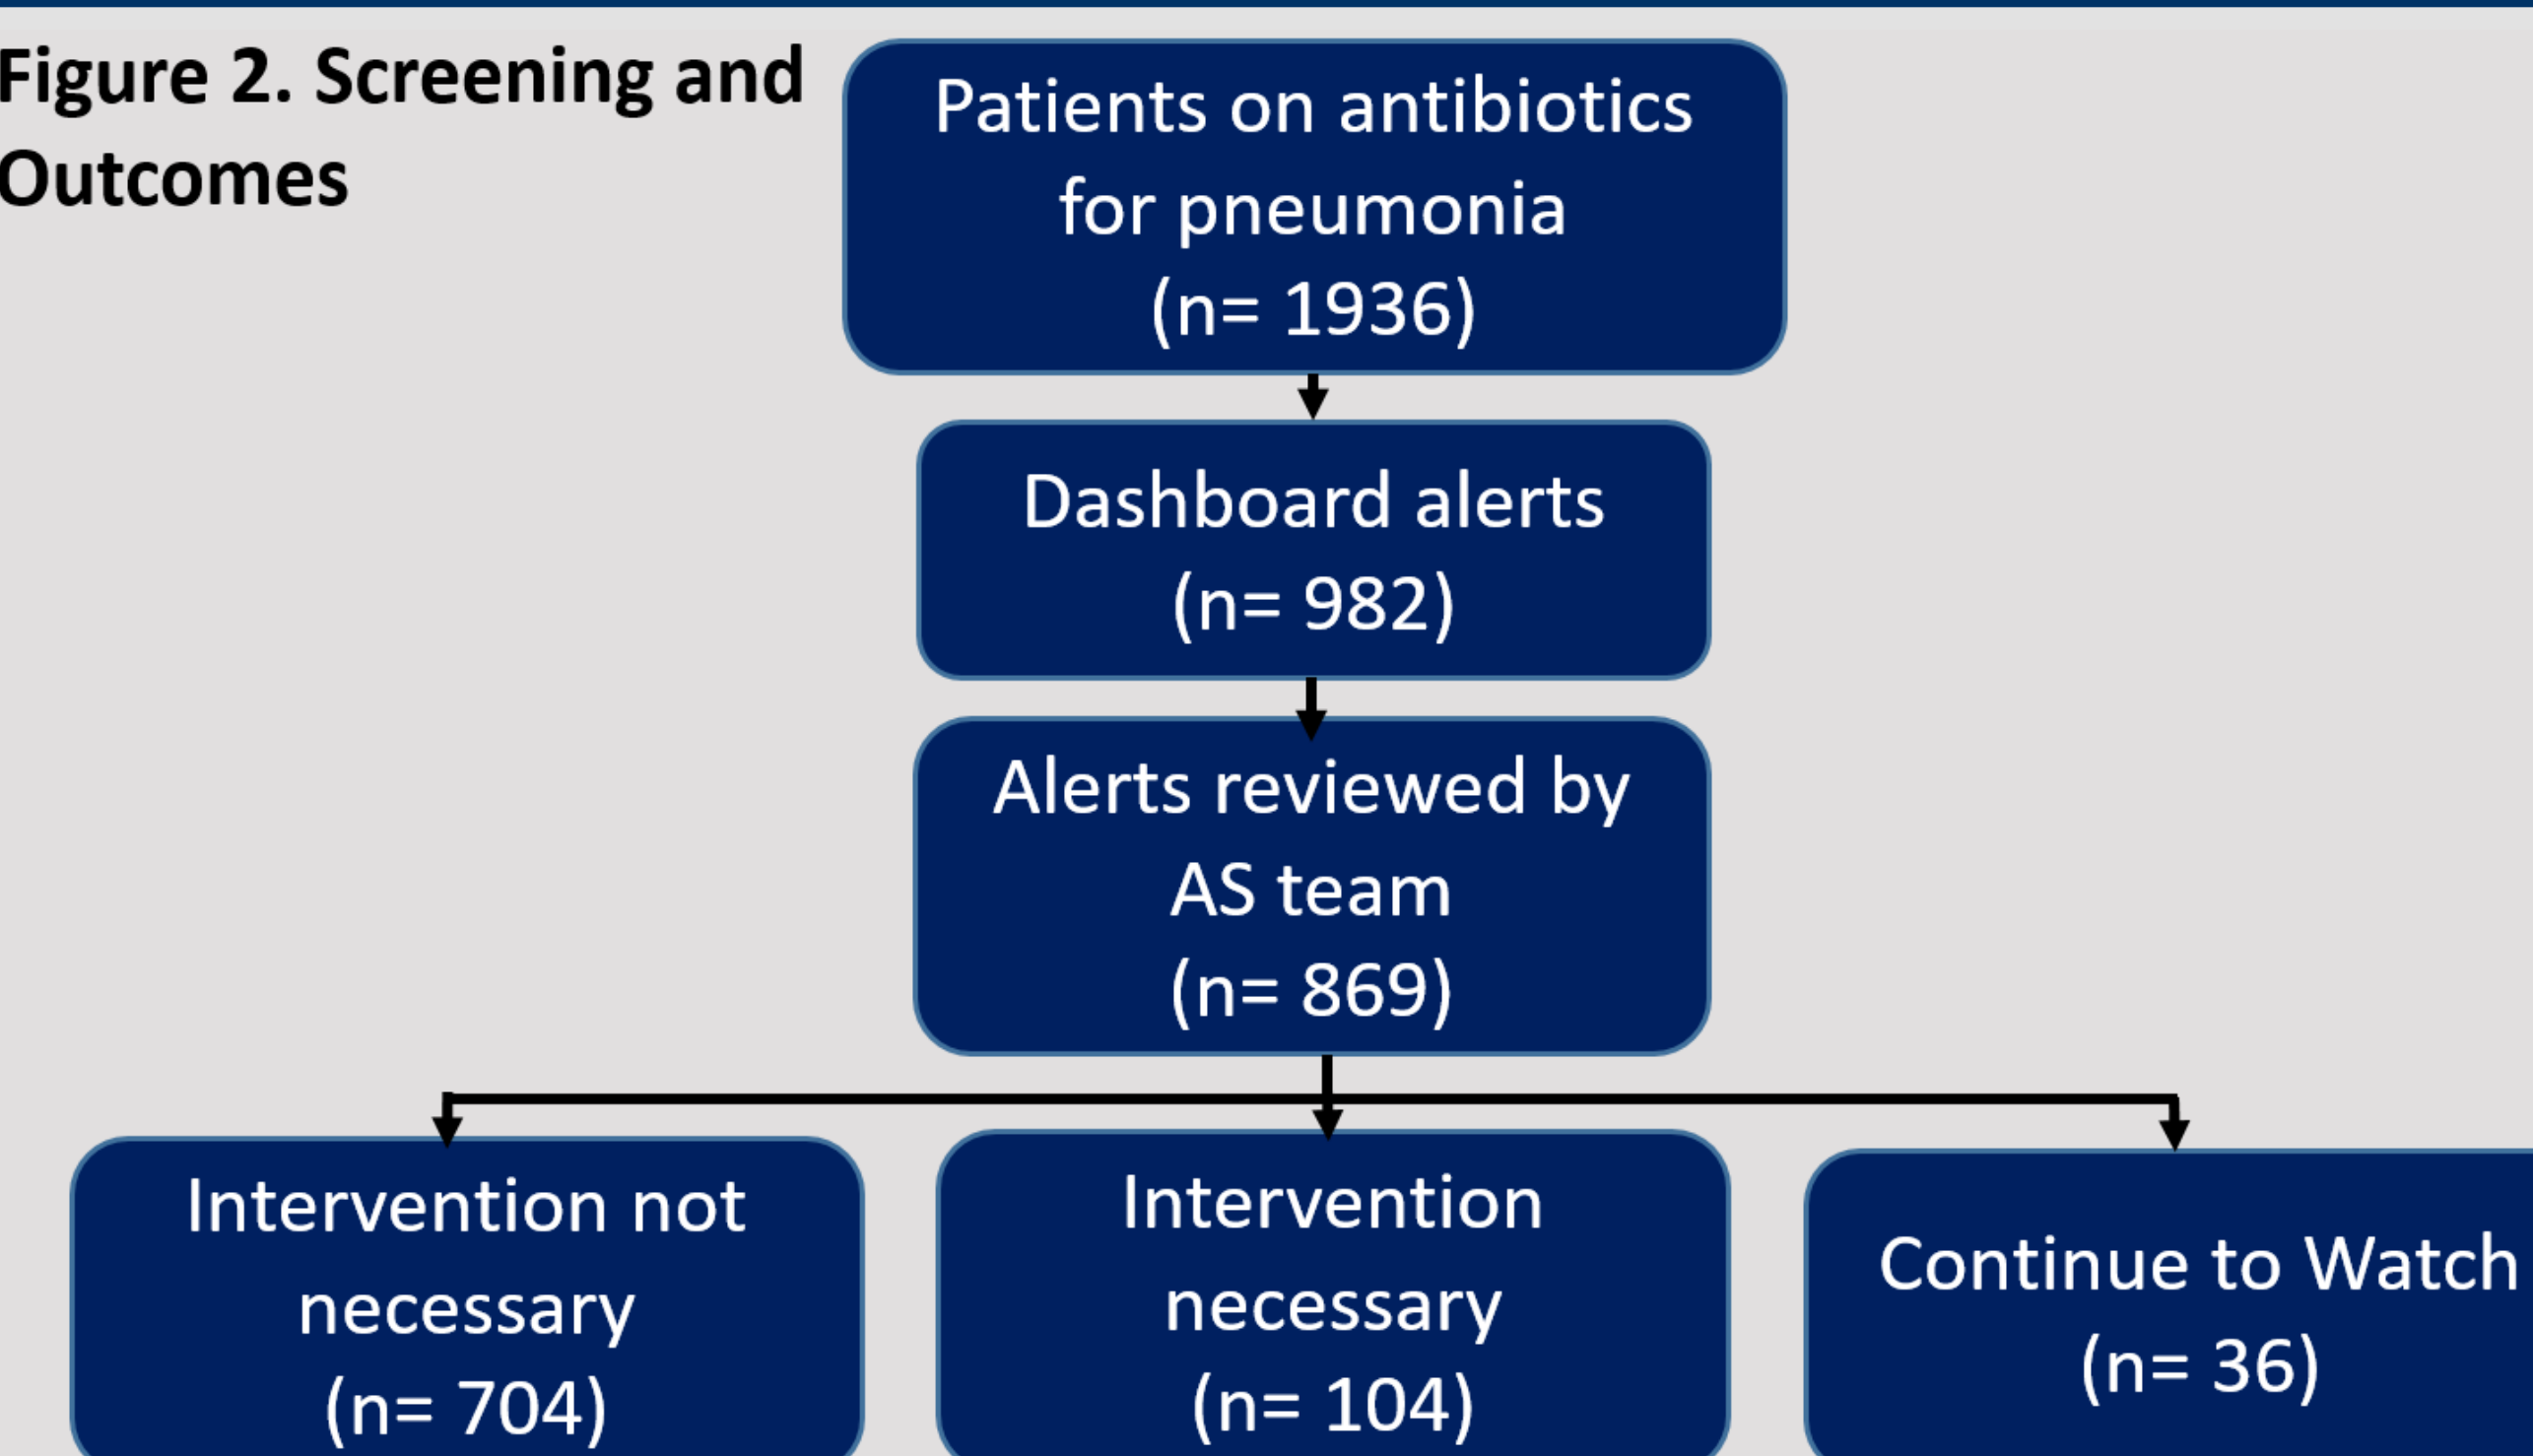 Figure 2. Screening and
Outcomes
Patients on antibiotics
for pneumonia
(n= 1936)
Dashboard alerts
(n= 982)
Alerts reviewed by
AS team
(n= 869)
Intervention not
necessary
(n= 704)
Intervention
necessary
(n= 104)
Continue to Watch
(n= 36)